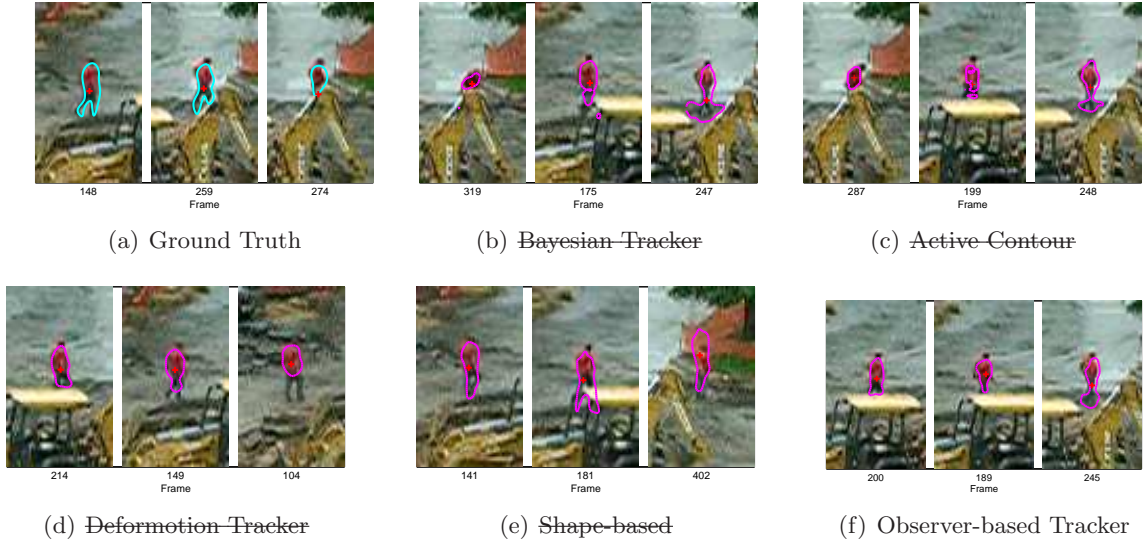 148 259 274
Frame
(a) Ground Truth
319 175 247
Frame
(b) Bayesian Tracker
287 199 248
Frame
(c) Active Contour
214 149 104
Frame
(d) Deformotion Tracker
141 181 402
Frame
(e) Shape-based
200 189 245
Frame
(f) Observer-based Tracker